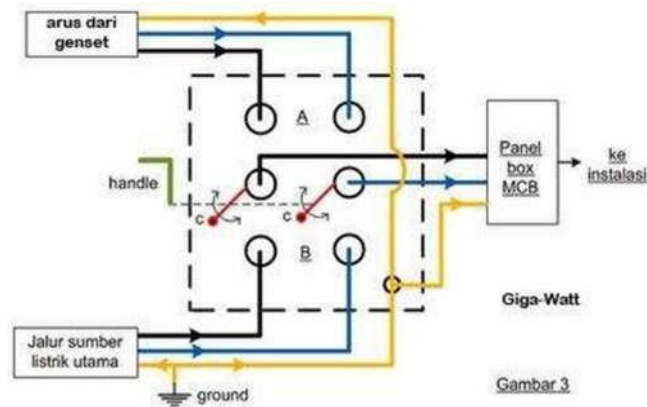 arus dari
genset
A
handle
C
C
B
Panel
box
MCB
ke
instalasi
Giga-Watt
Jalur sumber
listrik utama
ground
Gambar 3